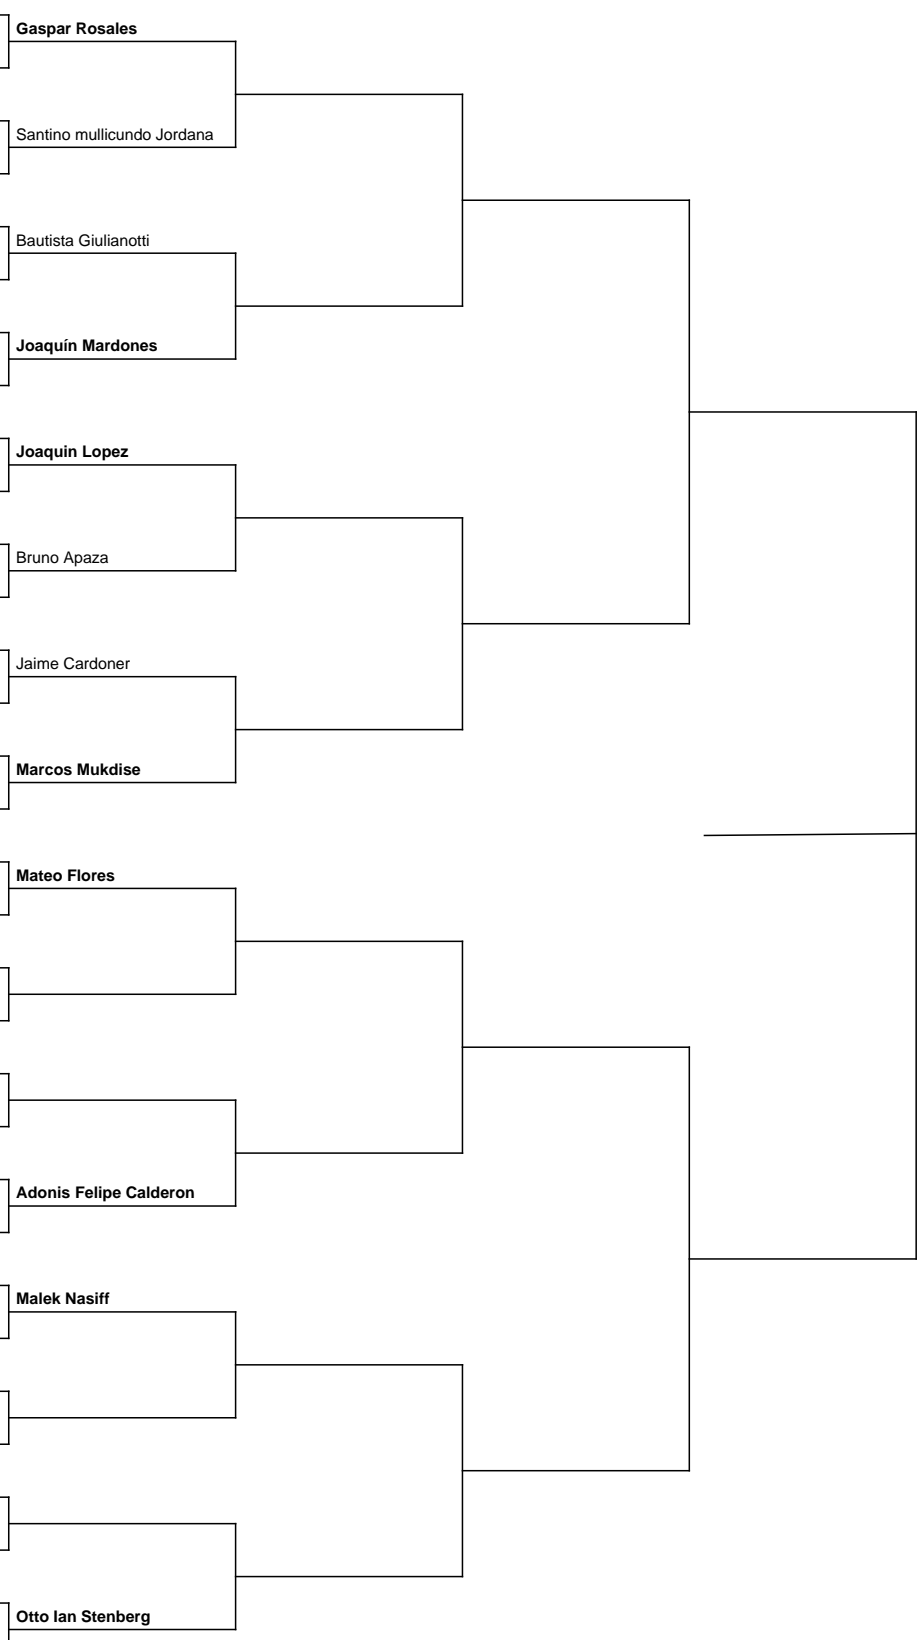 Gaspar Rosales
Santino mullicundo Jordana
Bautista Giulianotti
Joaquín Mardones
Joaquin Lopez
Bruno Apaza
Jaime Cardoner
Marcos Mukdise
Mateo Flores
Adonis Felipe Calderon
Malek Nasiff
Otto Ian Stenberg